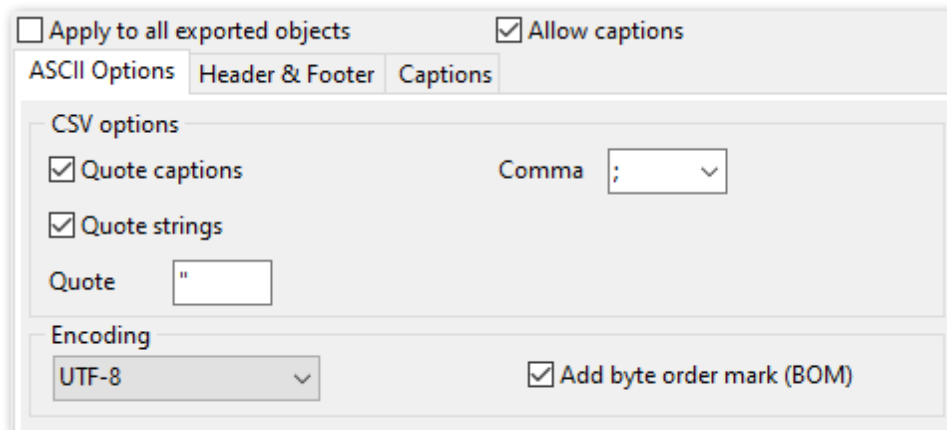 Apply to all exported objects Allow captions
ASCII Options Header & Footer Captions
CSV options
Quote captions Comma ;
Quote strings
Quote "
Encoding
UTF-8 Add byte order mark (BOM)